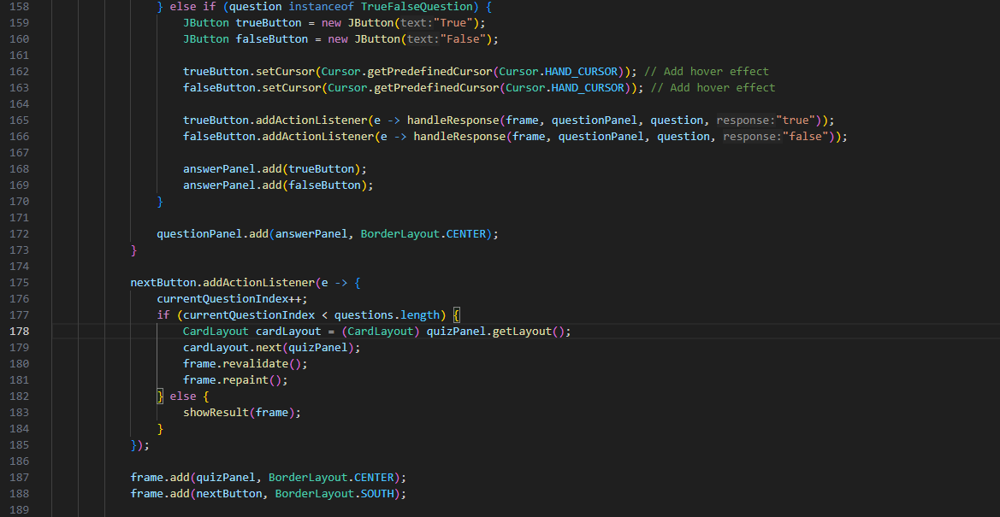 158 } else if (question instanceof TrueFalseQuestion) {
159 JButton trueButton = new JButton(text:"True");
160 JButton falseButton = new JButton(text:"False");
161
162 trueButton.setCursor(Cursor.getPredefinedCursor(Cursor.HAND_CURSOR)); // Add hover effect
163 falseButton.setCursor(Cursor.getPredefinedCursor(Cursor.HAND_CURSOR)); // Add hover effect
164
165 trueButton.addActionListener(e -> handleResponse(frame, questionPanel, question, response:"true"));
166 falseButton.addActionListener(e -> handleResponse(frame, questionPanel, question, response:"false"));
167
168 answerPanel.add(trueButton);
169 answerPanel.add(falseButton);
170 }
171
172 questionPanel.add(answerPanel, BorderLayout.CENTER);
173 }
174
175 nextButton.addActionListener(e -> {
176 currentQuestionIndex++;
177 if (currentQuestionIndex < questions.length) {
178 CardLayout cardLayout = (CardLayout) quizPanel.getLayout();
179 cardLayout.next(quizPanel);
180 frame.revalidate();
181 frame.repaint();
182 } else {
183 showResult(frame);
184 }
185 });
186
187 frame.add(quizPanel, BorderLayout.CENTER);
188 frame.add(nextButton, BorderLayout.SOUTH);
189